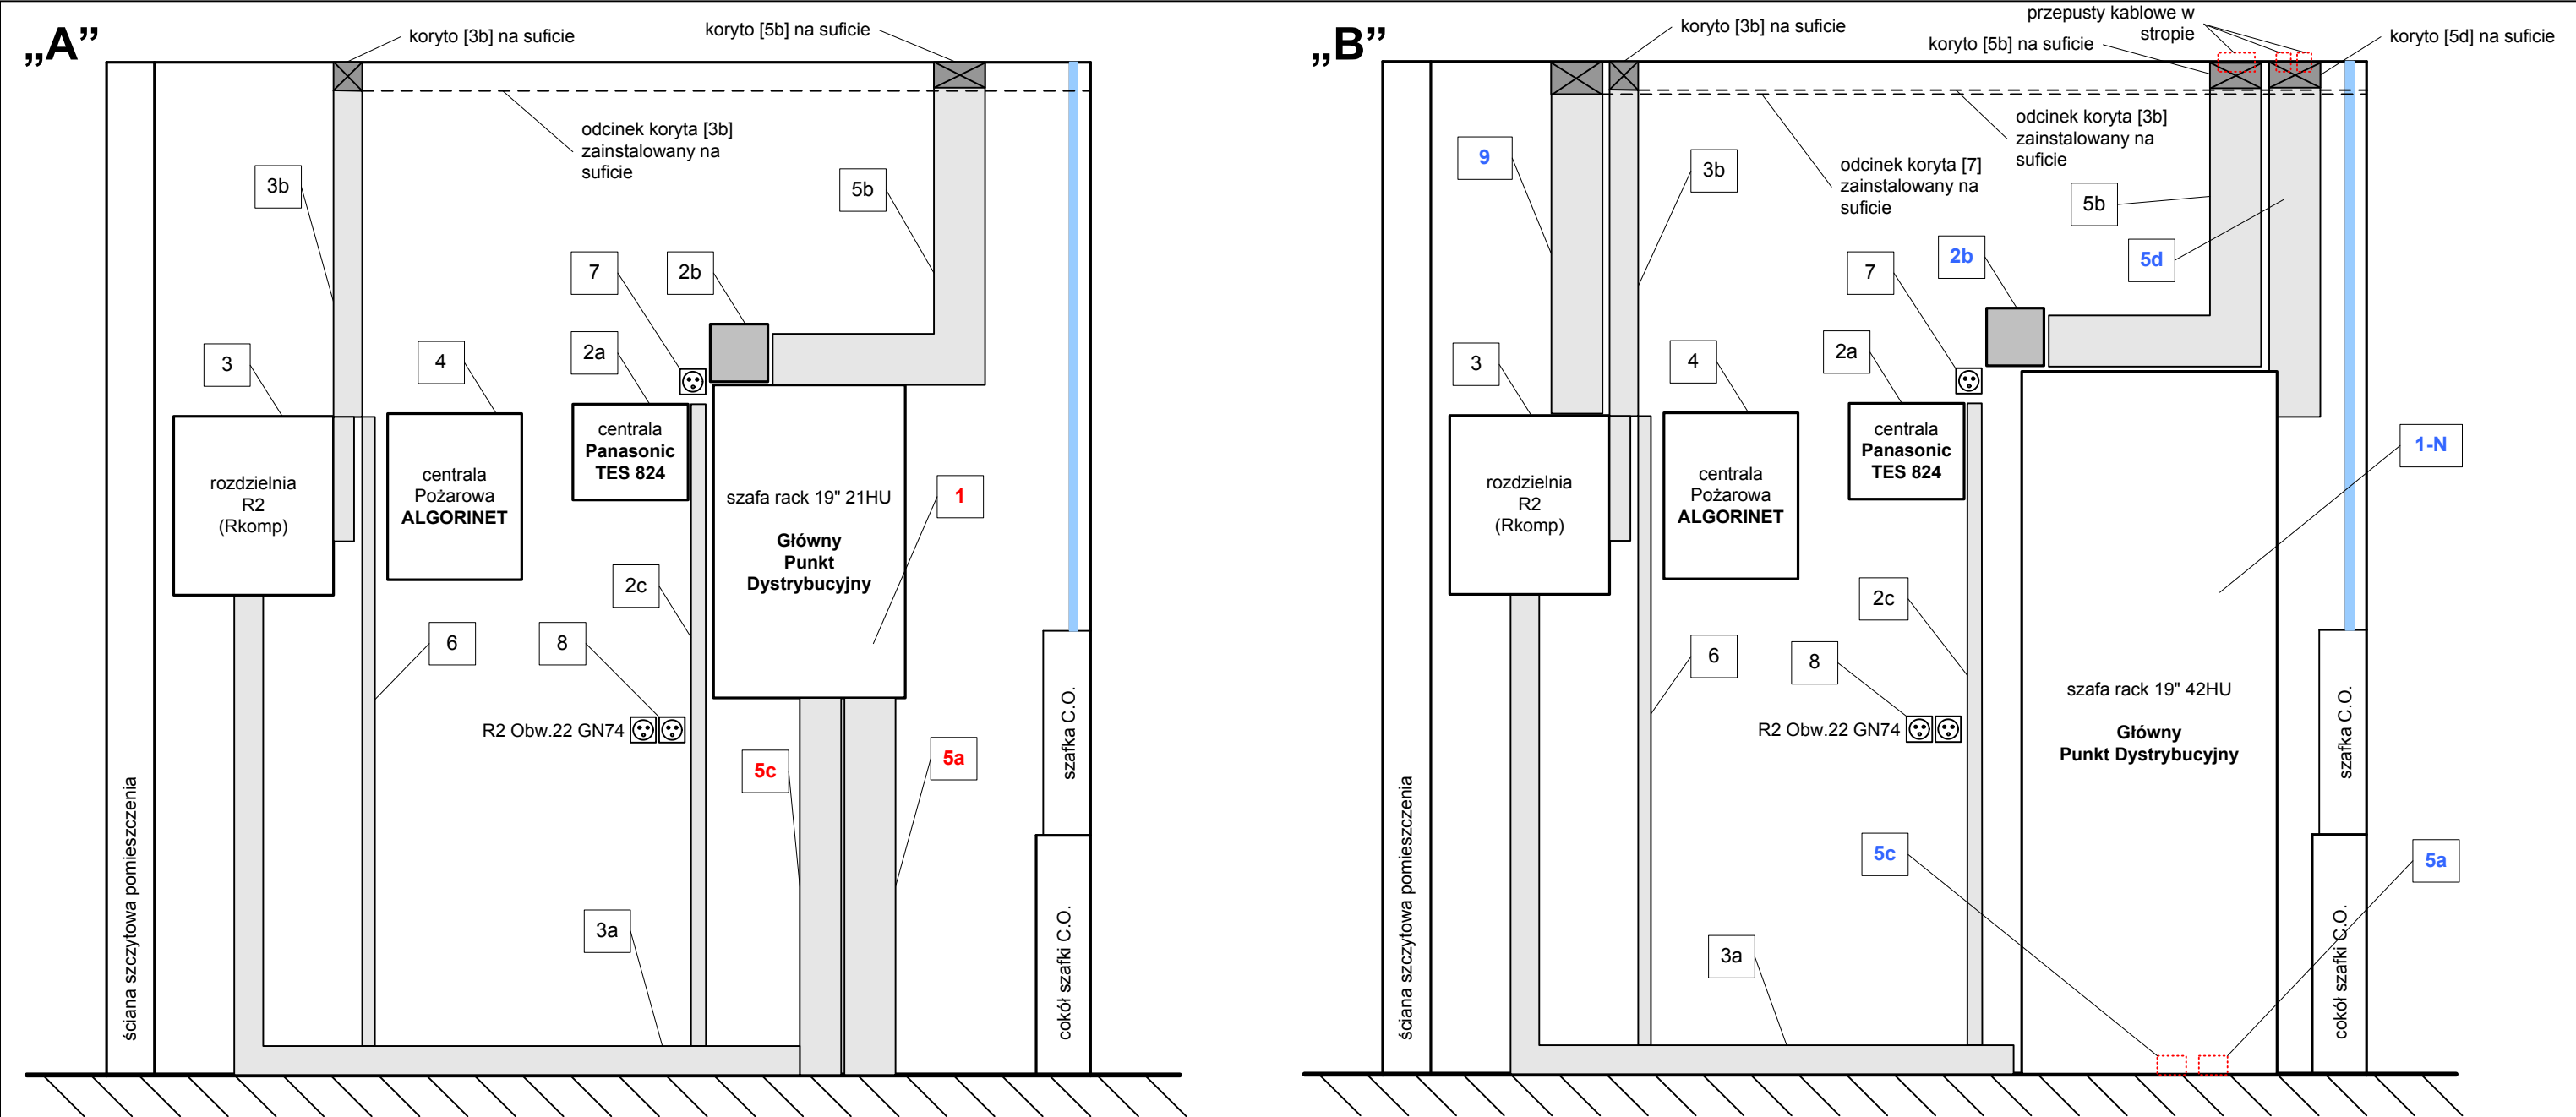 „A”
koryto [3b] na suficie
koryto [5b] na suficie
odcinek koryta [3b]
zainstalowany na
suficie
3b
5b
7
2b
3
4
2a
rozdzielnia
R2
(Rkomp)
centrala
Pożarowa
ALGORINET
centrala
Panasonic
TES 824
szafa rack 19" 21HU
Główny
Punkt
Dystrybucyjny
1
2c
6
8
R2 Obw.22 GN74
5c
5a
3a
ściana szczytowa pomieszczenia
szafka C.O.
cokół szafki C.O.
„B”
koryto [3b] na suficie
przepusty kablowe w
stropie
koryto [5b] na suficie
koryto [5d] na suficie
odcinek koryta [3b]
zainstalowany na
suficie
odcinek koryta [7]
zainstalowany na
suficie
9
3b
5b
5d
2b
7
2a
3
4
rozdzielnia
R2
(Rkomp)
centrala
Pożarowa
ALGORINET
centrala
Panasonic
TES 824
1-N
2c
6
8
R2 Obw.22 GN74
szafa rack 19" 42HU
Główny
Punkt Dystrybucyjny
5c
5a
3a
ściana szczytowa pomieszczenia
szafka C.O.
cokół szafki C.O.